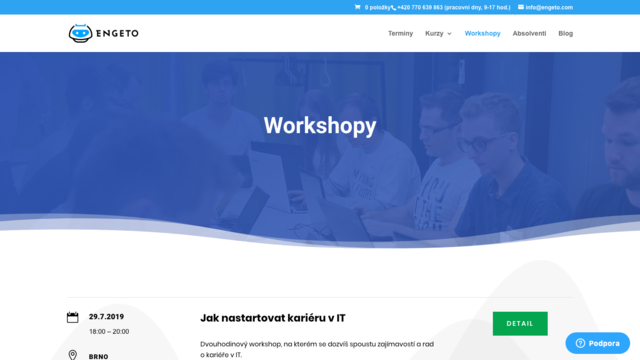 0 položky +420 770 639 863 (pracovní dny, 9-17 hod.) info@engeto.com
ENGETO Termíny Kurzy Workshopy Absolventi Blog
Workshopy
29.7.2019
18:00 – 20:00
BRNO
Jak nastartovat kariéru v IT
Dvouhodinový workshop, na kterém se dozvíš spoustu zajímavostí a rad
o kariéře v IT.
DETAIL
Podpora